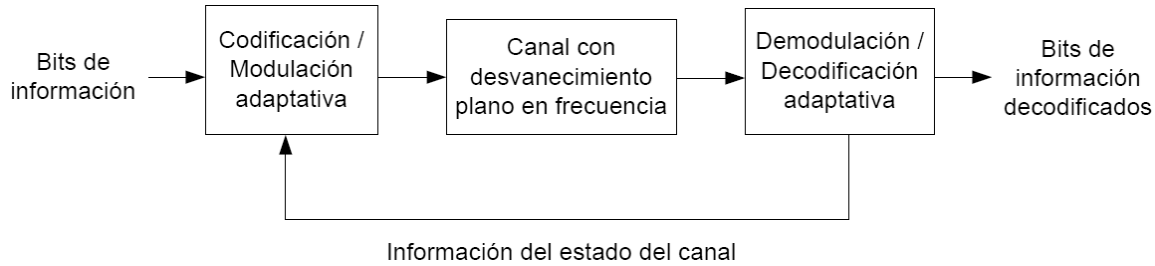 Bits de
información
Codificación /
Modulación
adaptativa
Canal con
desvanecimiento
plano en frecuencia
Demodulación /
Decodificación
adaptativa
Bits de
información
decodificados
Información del estado del canal